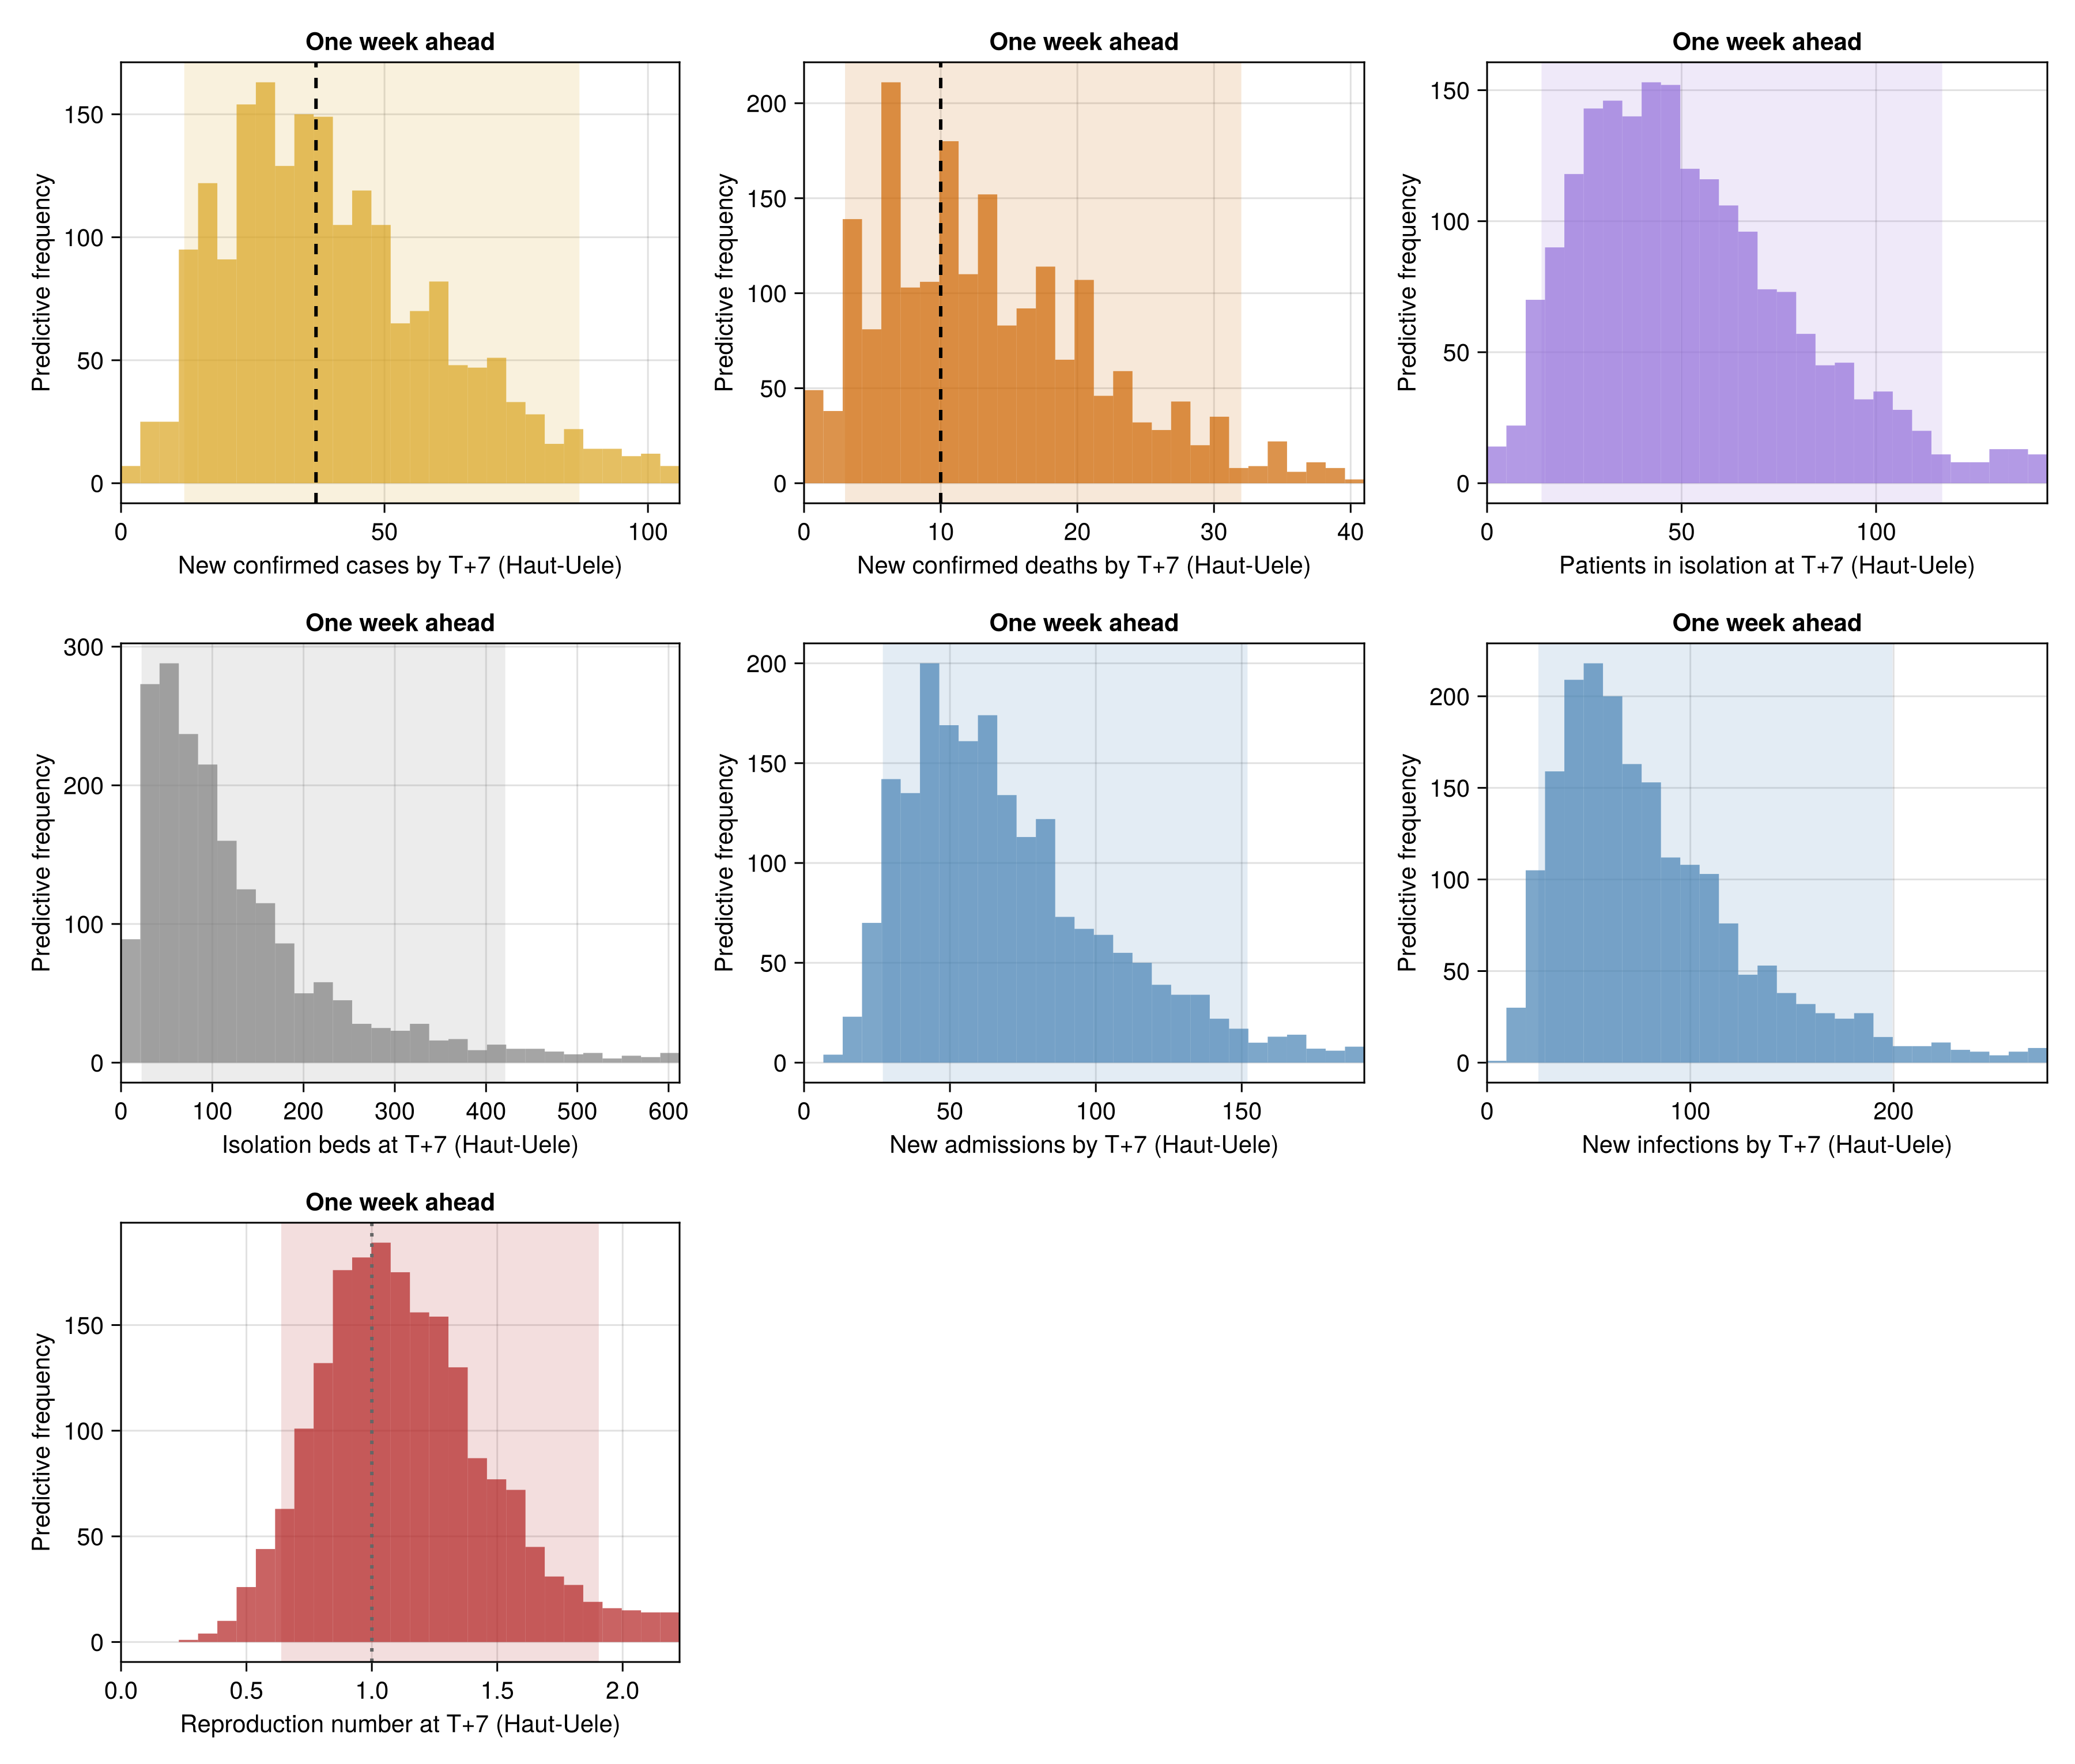 One week ahead
One week ahead
One week ahead
Predictive frequency
150
100
50
0
0 50 100
New confirmed cases by T+7 (Haut-Uele)
Predictive frequency
200
150
100
50
0
0 10 20 30 40
New confirmed deaths by T+7 (Haut-Uele)
Predictive frequency
150
100
50
0
0 50 100
Patients in isolation at T+7 (Haut-Uele)
One week ahead
One week ahead
One week ahead
Predictive frequency
300
200
100
0
0 100 200 300 400 500 600
Isolation beds at T+7 (Haut-Uele)
Predictive frequency
200
150
100
50
0
0 50 100 150
New admissions by T+7 (Haut-Uele)
Predictive frequency
200
150
100
50
0
0 100 200
New infections by T+7 (Haut-Uele)
One week ahead
Predictive frequency
150
100
50
0
0.0 0.5 1.0 1.5 2.0
Reproduction number at T+7 (Haut-Uele)